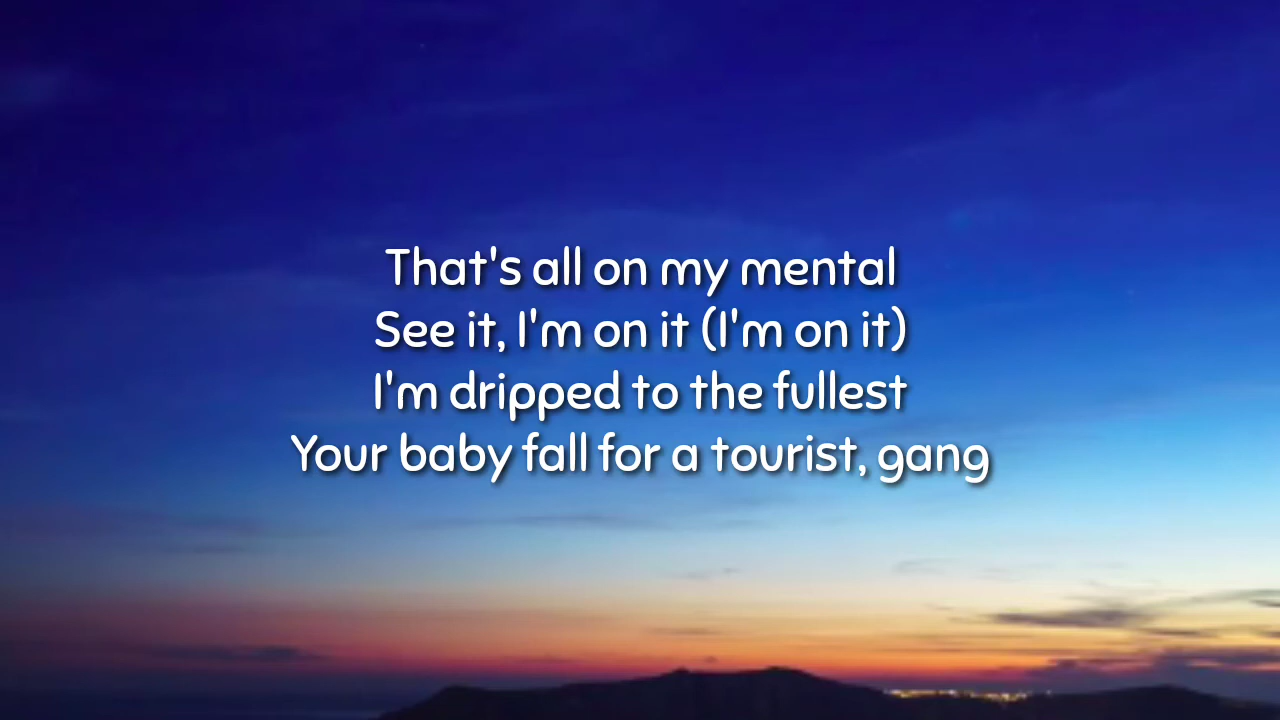 That's all on my mental
See it, I'm on it (I'm on it)
I'm dripped to the fullest
Your baby fall for a tourist, gang